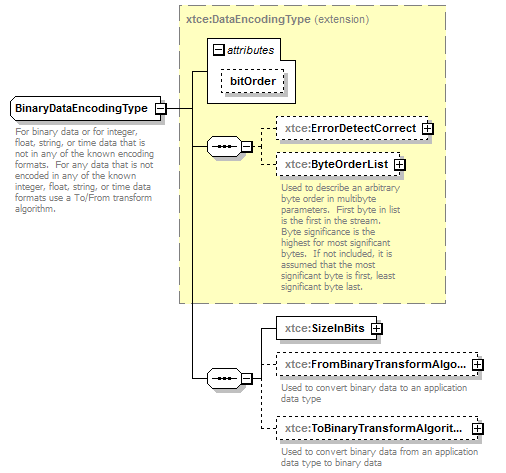 xtce:DataEncodingType (extension)
attributes
bitOrder
BinaryDataEncodingType
For binary data or for integer,
float, string, or time data that is
not in any of the known encoding
formats.  For any data that is not
encoded in any of the known
integer, float, string, or time data
formats use a To/From transform
algorithm.
xtce:ErrorDetectCorrect
xtce:ByteOrderList
Used to describe an arbitrary
byte order in multibyte
parameters.  First byte in list
is the first in the stream.
Byte significance is the
highest for most significant
bytes.  If not included, it is
assumed that the most
significant byte is first, least
significant byte last.
xtce:SizeInBits
xtce:FromBinaryTransformAlgo...
Used to convert binary data to an application
data type
xtce:ToBinaryTransformAlgorit...
Used to convert binary data from an application
data type to binary data